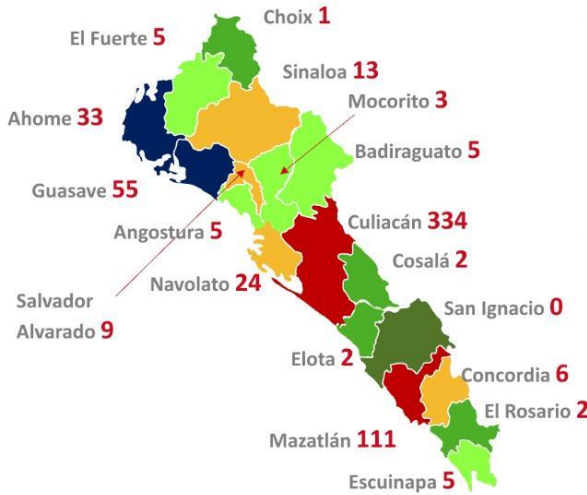 Choix 1
El Fuerte 5
Sinaloa 13
Mocorito 3
Ahome 33
Badiraguato 5
Guasave 55
Culiacán 334
Angostura 5
Cosalá 2
Navolato 24
Salvador
Alvarado 9
San Ignacio 0
Elota 2
Concordia 6
El Rosario 2
Mazatlán 111
Escuinapa 5